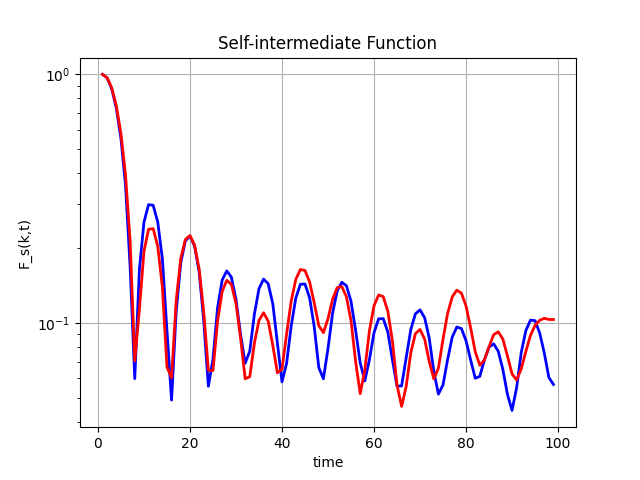 Self-intermediate Function
10⁰
10⁻¹
F_s(k,t)
0 20 40 60 80 100
time